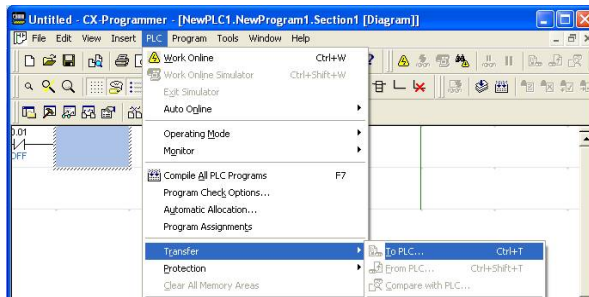 Untitled - CX-Programmer - [NewPLC1.NewProgram1.Section1 [Diagram]]
File Edit View Insert PLC Program Tools Window Help
Work Online Ctrl+W
Work Online Simulator Ctrl+Shift+W
Exit Simulator
Auto Online
Operating Mode
Monitor
Compile All PLC Programs F7
Program Check Options...
Automatic Allocation...
Program Assignments
Transfer
To PLC... Ctrl+T
Protection
From PLC... Ctrl+Shift+T
Clear All Memory Areas
Compare with PLC...
0.01
OFF